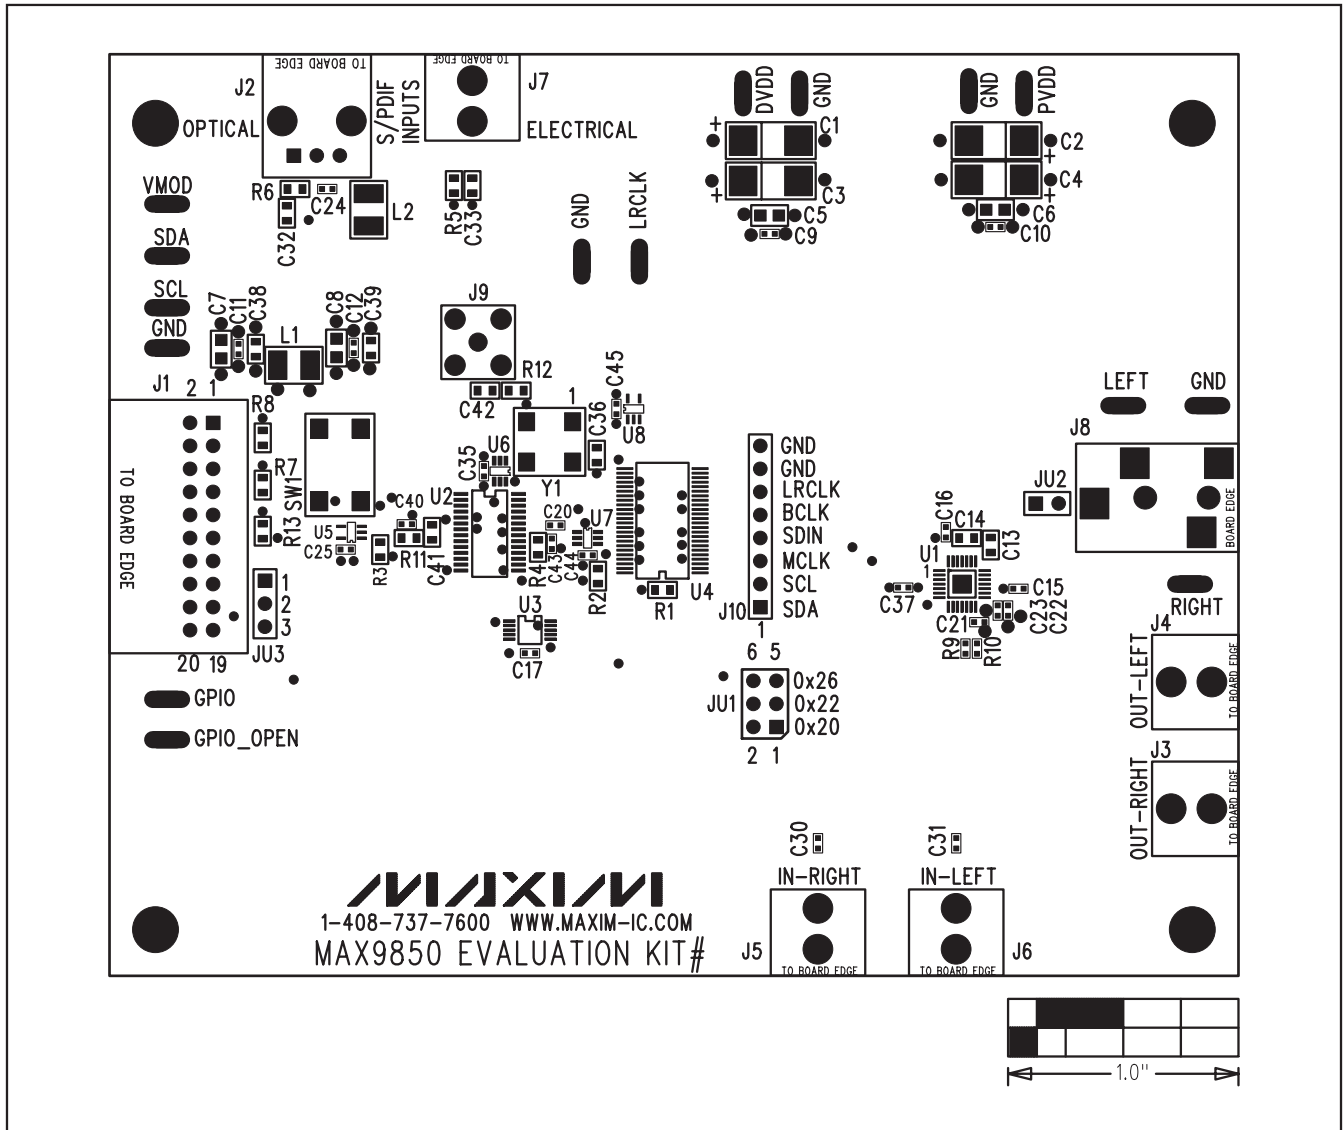 TO BOARD EDGE
TO BOARD EDGE
J2
S/PDIF
INPUTS
J7
OPTICAL
ELECTRICAL
DVDD
GND
GND
PVDD
+
C1
C2
+
C3
+
C4
+
C5
C9
C6
C10
VMOD
SDA
SCL
GND
R6
C24
C32
L2
R5
C33
GND
LRCLK
C7
C11
C38
L1
C8
C12
C39
J9
R12
C42
C45
U8
1
C36
Y1
J1
2 1
R8
R7
R13
SW1
TO BOARD EDGE
U6
C35
U2
C40
U5
C25
R3
R11
C41
C20
U7
R4
C43
C44
R2
U3
C17
R1
U4
1
2
3
JU3
20 19
GPIO
GPIO_OPEN
GND
GND
LRCLK
BCLK
SDIN
MCLK
SCL
SDA
J10
1
6 5
JU1
0x26
0x22
0x20
2 1
LEFT
GND
J8
JU2
BOARD EDGE
RIGHT
C16
C14
C13
U1
1
C37
C15
C21
C23
C22
R9
R10
J4
OUT-LEFT
TO BOARD EDGE
J3
OUT-RIGHT
TO BOARD EDGE
C30
C31
IN-RIGHT
IN-LEFT
J5
J6
TO BOARD EDGE
TO BOARD EDGE
MAXIM
1-408-737-7600 WWW.MAXIM-IC.COM
MAX9850 EVALUATION KIT#
1.0"